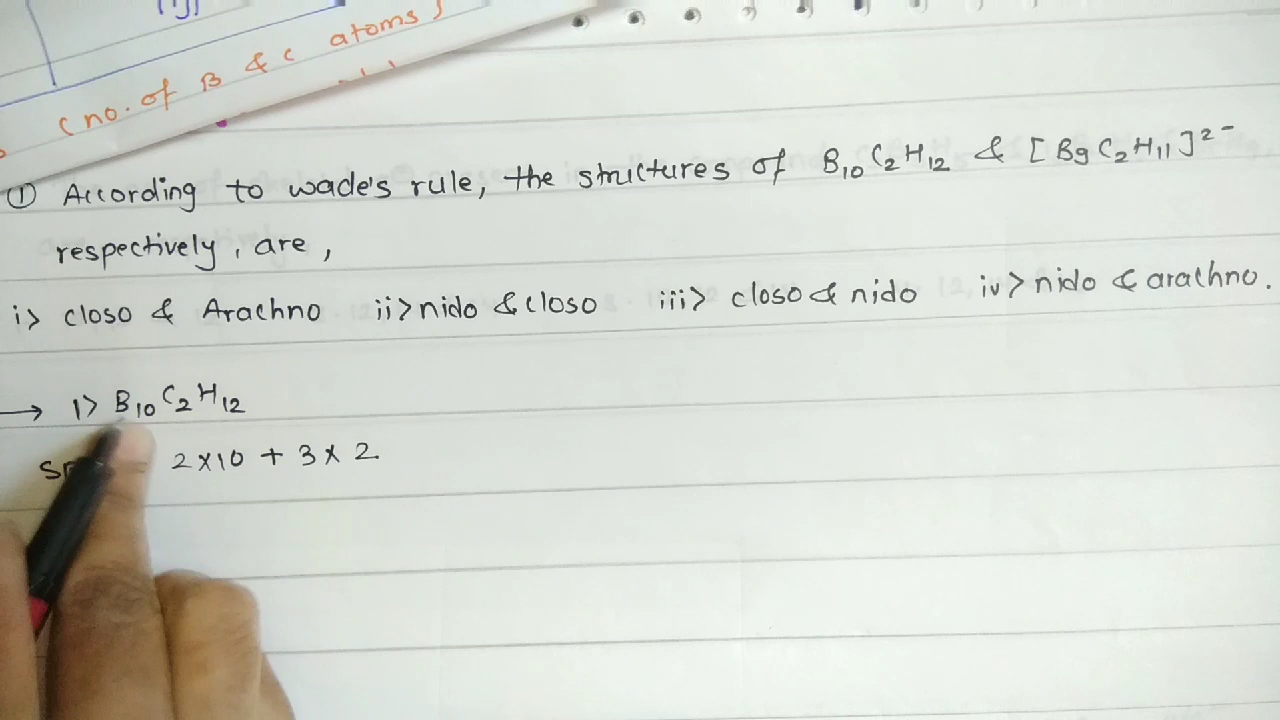 (no. of B & C atoms)
① According to wade's rule, the structures of B₁₀C₂H₁₂ & [B₉C₂H₁₁]²⁻
respectively, are,
i> closo & Arachno ii> nido & closo iii> closo & nido iv> nido & arachno.
→ 1> B₁₀C₂H₁₂
2×10 + 3×2